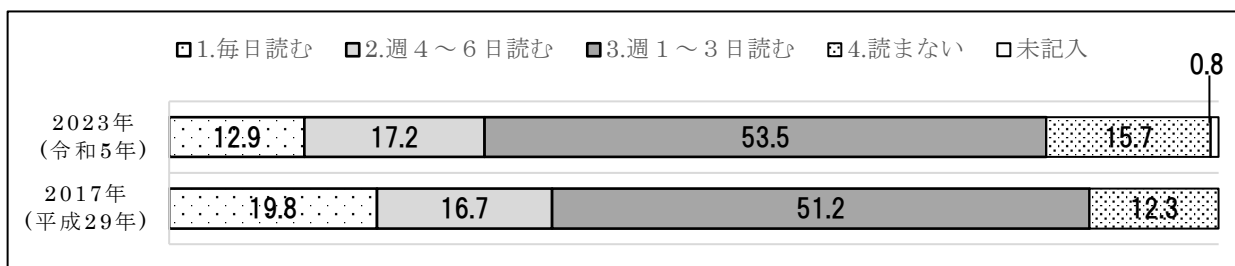 1.毎日読む 2.週4～6日読む 3.週1～3日読む 4.読まない 未記入
0.8
2023年
(令和5年)
12.9 17.2 53.5 15.7
2017年
(平成29年)
19.8 16.7 51.2 12.3